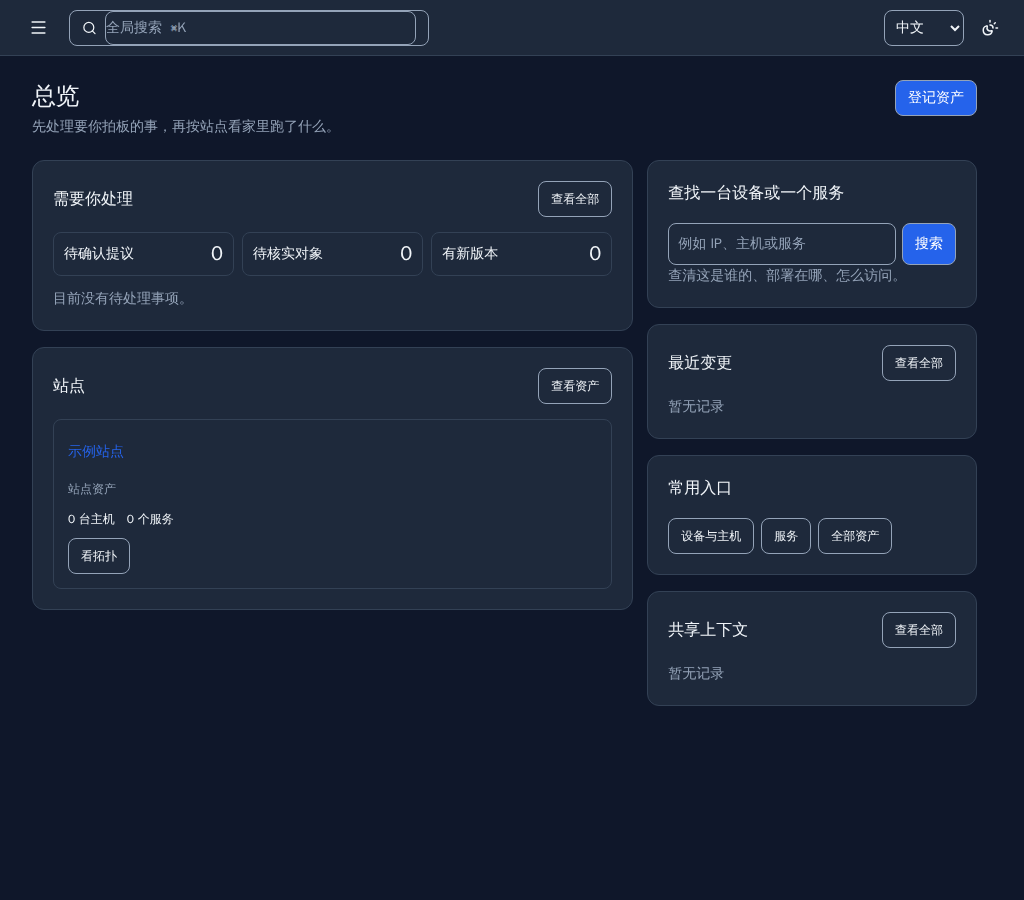 全局搜索 ⌘K
中文
总览
登记资产
先处理要你拍板的事，再按站点看家里跑了什么。
需要你处理
查看全部
待确认提议 0
待核实对象 0
有新版本 0
目前没有待处理事项。
站点
查看资产
示例站点
站点资产
0 台主机 0 个服务
看拓扑
查找一台设备或一个服务
例如 IP、主机或服务
搜索
查清这是谁的、部署在哪、怎么访问。
最近变更
查看全部
暂无记录
常用入口
设备与主机
服务
全部资产
共享上下文
查看全部
暂无记录